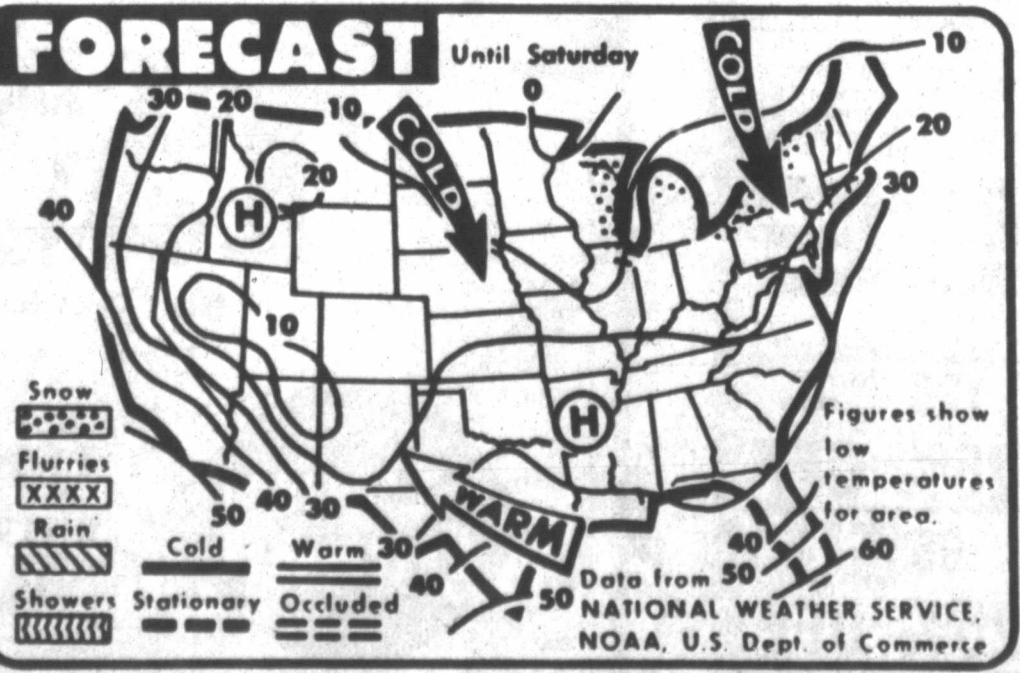 FORECAST
Until Saturday
COLD
10
0
30 20 10
COLD
20
20
30
40
H
10
Snow
Flurries
XXXX
Rain
Showers
H
Figures show
low
temperatures
for area.
50 40 30
WARM
30
40
50
40
50
60
Cold
Warm
Stationary
Occluded
Data from
NATIONAL WEATHER SERVICE,
NOAA, U.S. Dept. of Commerce